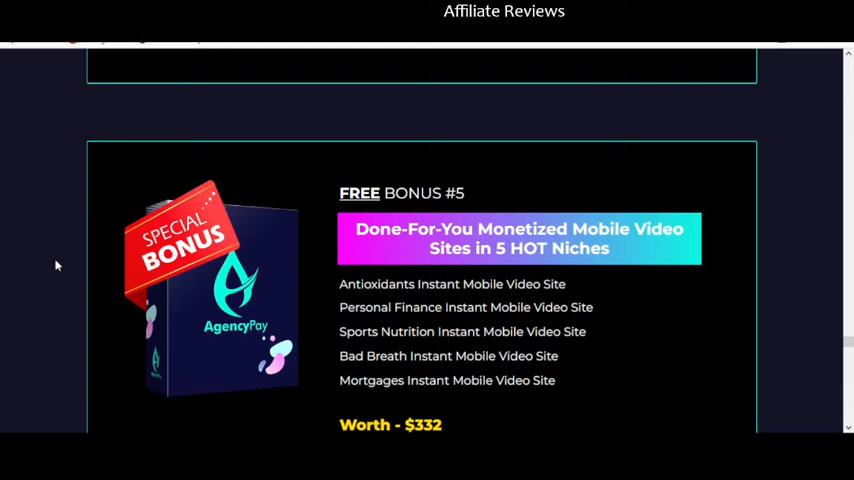 Affiliate Reviews
SPECIAL
BONUS
AgencyPay
FREE BONUS #5
Done-For-You Monetized Mobile Video
Sites in 5 HOT Niches
Antioxidants Instant Mobile Video Site
Personal Finance Instant Mobile Video Site
Sports Nutrition Instant Mobile Video Site
Bad Breath Instant Mobile Video Site
Mortgages Instant Mobile Video Site
Worth - $332